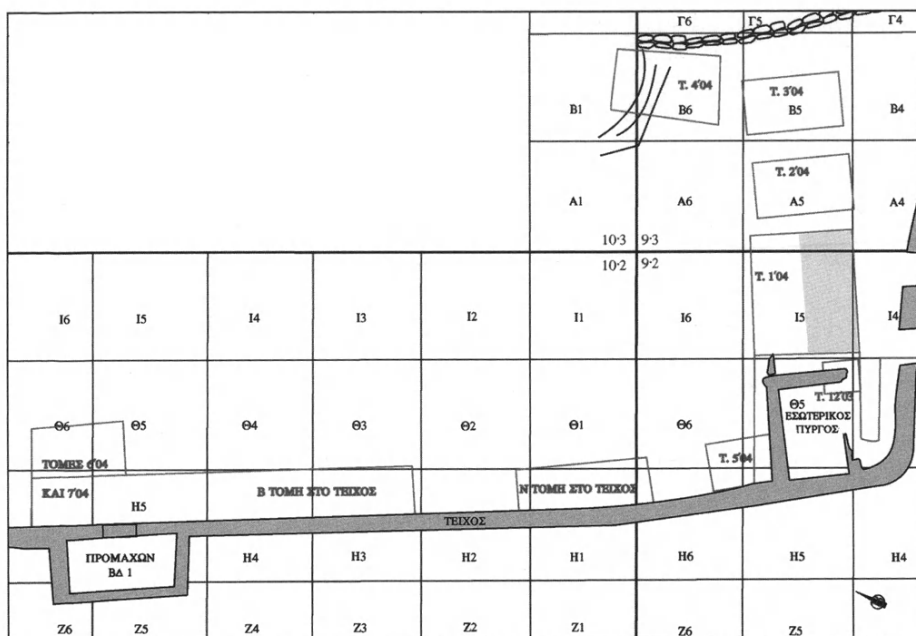 Γ6 Γ5 Γ4
Τ. 4'04 Τ. 3'04
Β1 Β6 Β5 Β4
Τ. 2'04
Α1 Α6 Α5 Α4
10·3 9·3
10·2 9·2
Τ. 1'04
Ι6 Ι5 Ι4 Ι3 Ι2 Ι1 Ι6 Ι5 Ι4
Τ. 12'03
Θ6 Θ5 Θ4 Θ3 Θ2 Θ1 Θ6 Θ5
ΕΣΩΤΕΡΙΚΟΣ
ΠΥΡΓΟΣ
ΤΟΜΕΣ 6'04
Τ. 5'04
ΚΑΙ 7'04
Β ΤΟΜΗ ΣΤΟ ΤΕΙΧΟΣ
Ν ΤΟΜΗ ΣΤΟ ΤΕΙΧΟΣ
Η5
ΤΕΙΧΟΣ
ΠΡΟΜΑΧΩΝ
ΒΔ 1
Η4 Η3 Η2 Η1 Η6 Η5 Η4
Ζ6 Ζ5 Ζ4 Ζ3 Ζ2 Ζ1 Ζ6 Ζ5